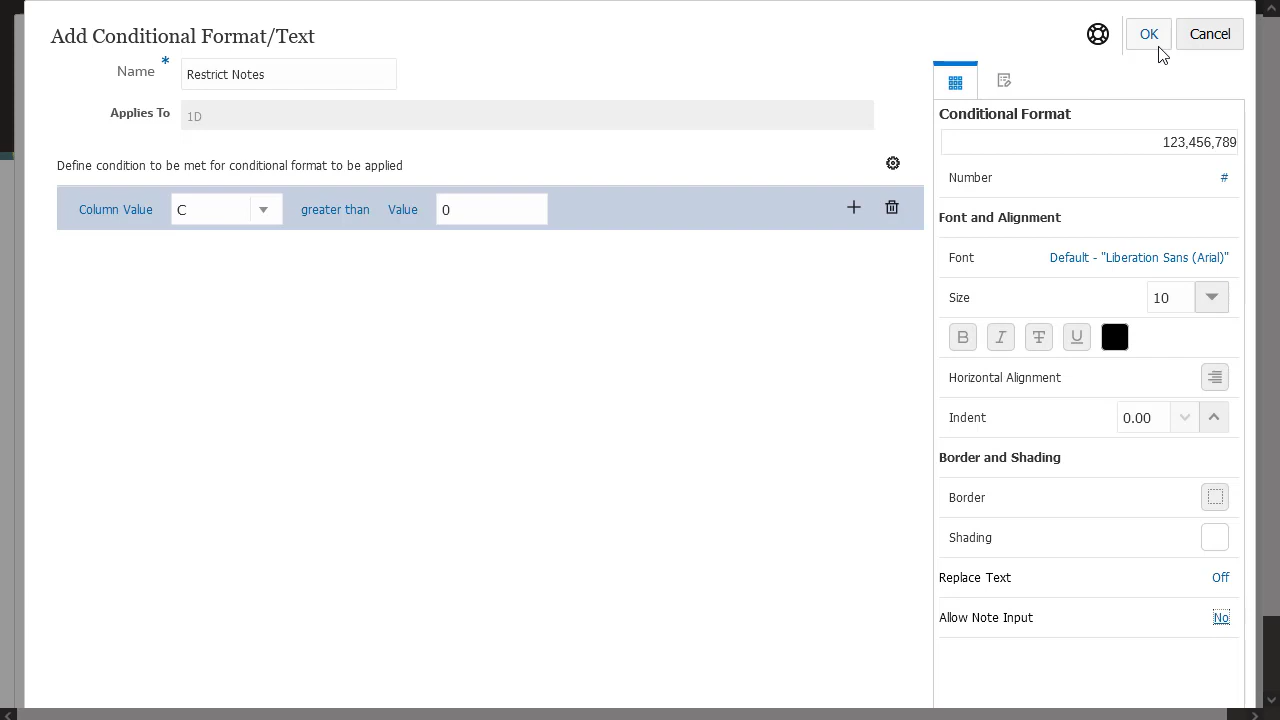 Add Conditional Format/Text
OK
Cancel
Name *
Restrict Notes
Applies To
1D
Define condition to be met for conditional format to be applied
Column Value
C
greater than
Value
0
Conditional Format
123,456,789
Number
#
Font and Alignment
Font
Default - "Liberation Sans (Arial)"
Size
10
B
I
T
U
Horizontal Alignment
Indent
0.00
Border and Shading
Border
Shading
Replace Text
Off
Allow Note Input
No